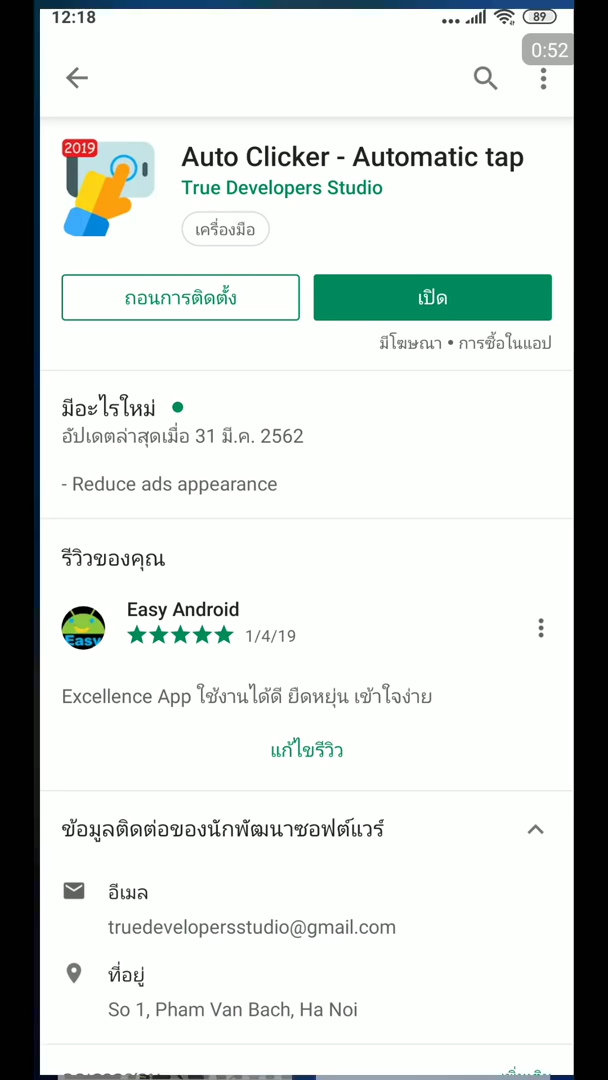 12:18
89
0:52
2019
Auto Clicker - Automatic tap
True Developers Studio
เครื่องมือ
ถอนการติดตั้ง
เปิด
มีโฆษณา • การซื้อในแอป
มีอะไรใหม่
อัปเดตล่าสุดเมื่อ 31 มี.ค. 2562
- Reduce ads appearance
รีวิวของคุณ
Easy
Easy Android
1/4/19
Excellence App ใช้งานได้ดี ยืดหยุ่น เข้าใจง่าย
แก้ไขรีวิว
ข้อมูลติดต่อของนักพัฒนาซอฟต์แวร์
อีเมล
truedevelopersstudio@gmail.com
ที่อยู่
So 1, Pham Van Bach, Ha Noi